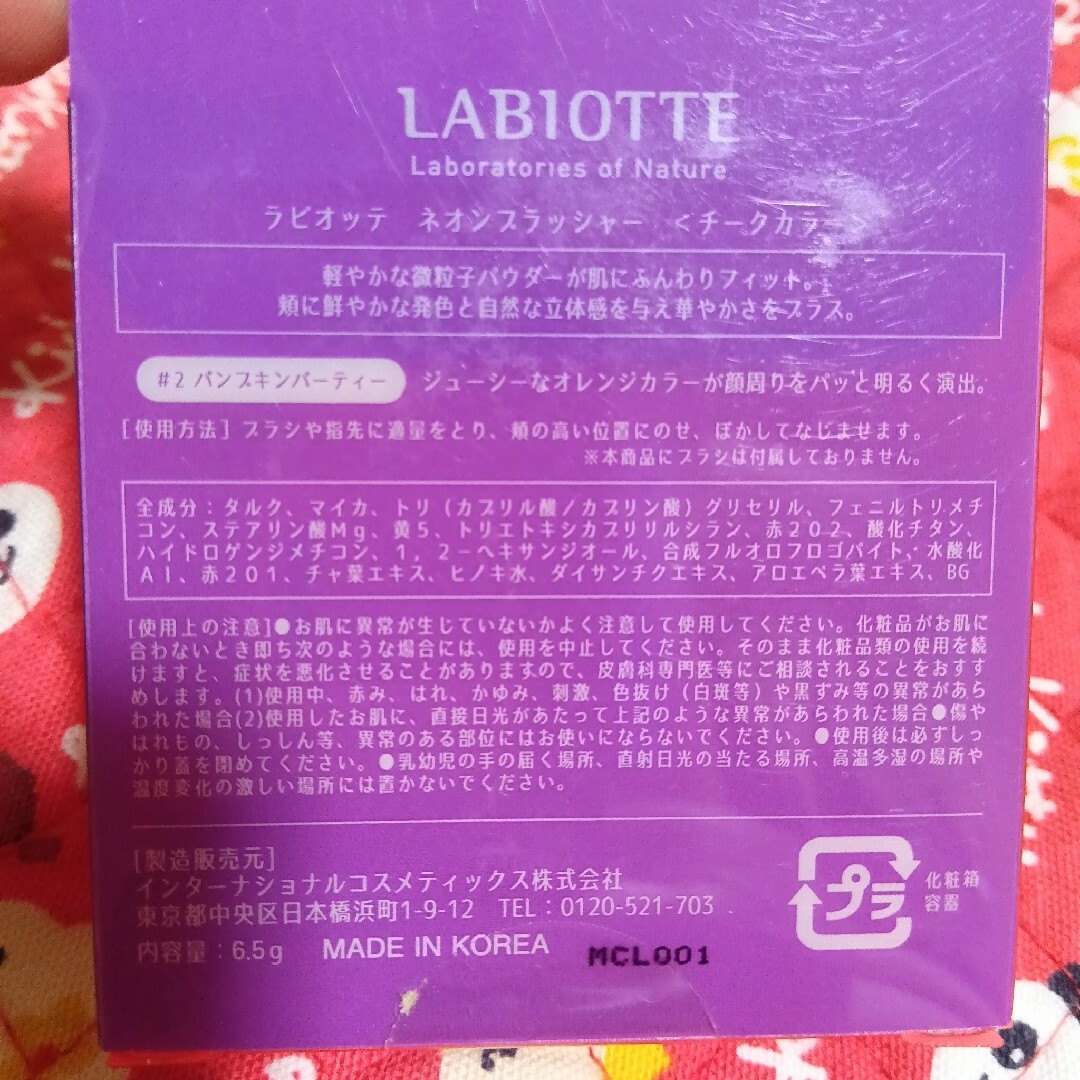 LABIOTTE
Laboratories of Nature
ラビオッテ ネオンブラッシャー <チークカラー>
軽やかな微粒子パウダーが肌にふんわりフィット。
頬に鮮やかな発色と自然な立体感を与え華やかさをプラス。
#2 パンプキンパーティー ジューシーなオレンジカラーが顔周りをパッと明るく演出。
[使用方法] ブラシや指先に適量をとり、頬の高い位置にのせ、ぼかしてなじませます。
※本商品にブラシは付属しておりません。
全成分：タルク、マイカ、トリ（カプリル酸／カプリン酸）グリセリル、フェニルトリメチ
コン、ステアリン酸Ｍｇ、黄５、トリエトキシカプリリルシラン、赤２０２、酸化チタン、
ハイドロゲンジメチコン、１，２－ヘキサンジオール、合成フルオロフロゴパイト、水酸化
ＡＩ、赤２０１、チャ葉エキス、ヒノキ水、ダイサンチクエキス、アロエベラ葉エキス、BG
[使用上の注意]●お肌に異常が生じていないかよく注意して使用してください。化粧品がお肌に
合わないとき即ち次のような場合には、使用を中止してください。そのまま化粧品類の使用を続
けますと、症状を悪化させることがありますので、皮膚科専門医等にご相談されることをおすす
めします。(1)使用中、赤み、はれ、かゆみ、刺激、色抜け（白斑等）や黒ずみ等の異常があら
われた場合(2)使用したお肌に、直接日光があたって上記のような異常があらわれた場合●傷や
はれもの、しっしん等、異常のある部位にはお使いにならないでください。●使用後は必ずしっ
かり蓋を閉めてください。●乳幼児の手の届く場所、直射日光の当たる場所、高温多湿の場所や
温度変化の激しい場所には置かないでください。
[製造販売元]
インターナショナルコスメティックス株式会社
東京都中央区日本橋浜町1-9-12 TEL：0120-521-703
内容量：6.5g MADE IN KOREA MCL001
プラ
化粧箱
容器